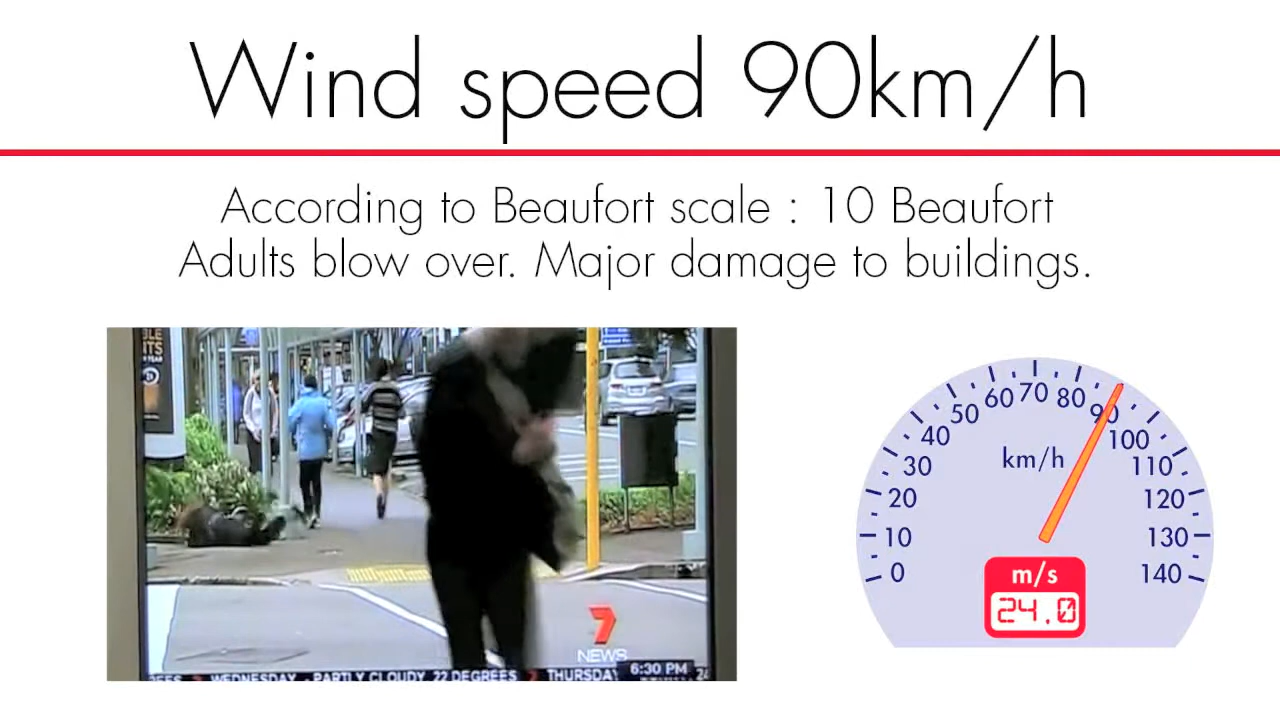 Wind speed 90km/h
According to Beaufort scale : 10 Beaufort
Adults blow over. Major damage to buildings.
0
10
20
30
40
50
60
70
80
90
100
110
120
130
140
km/h
m/s
24.0
7
NEWS
6:30 PM
WEDNESDAY - PARTLY CLOUDY 22 DEGREES 7 THURSDA